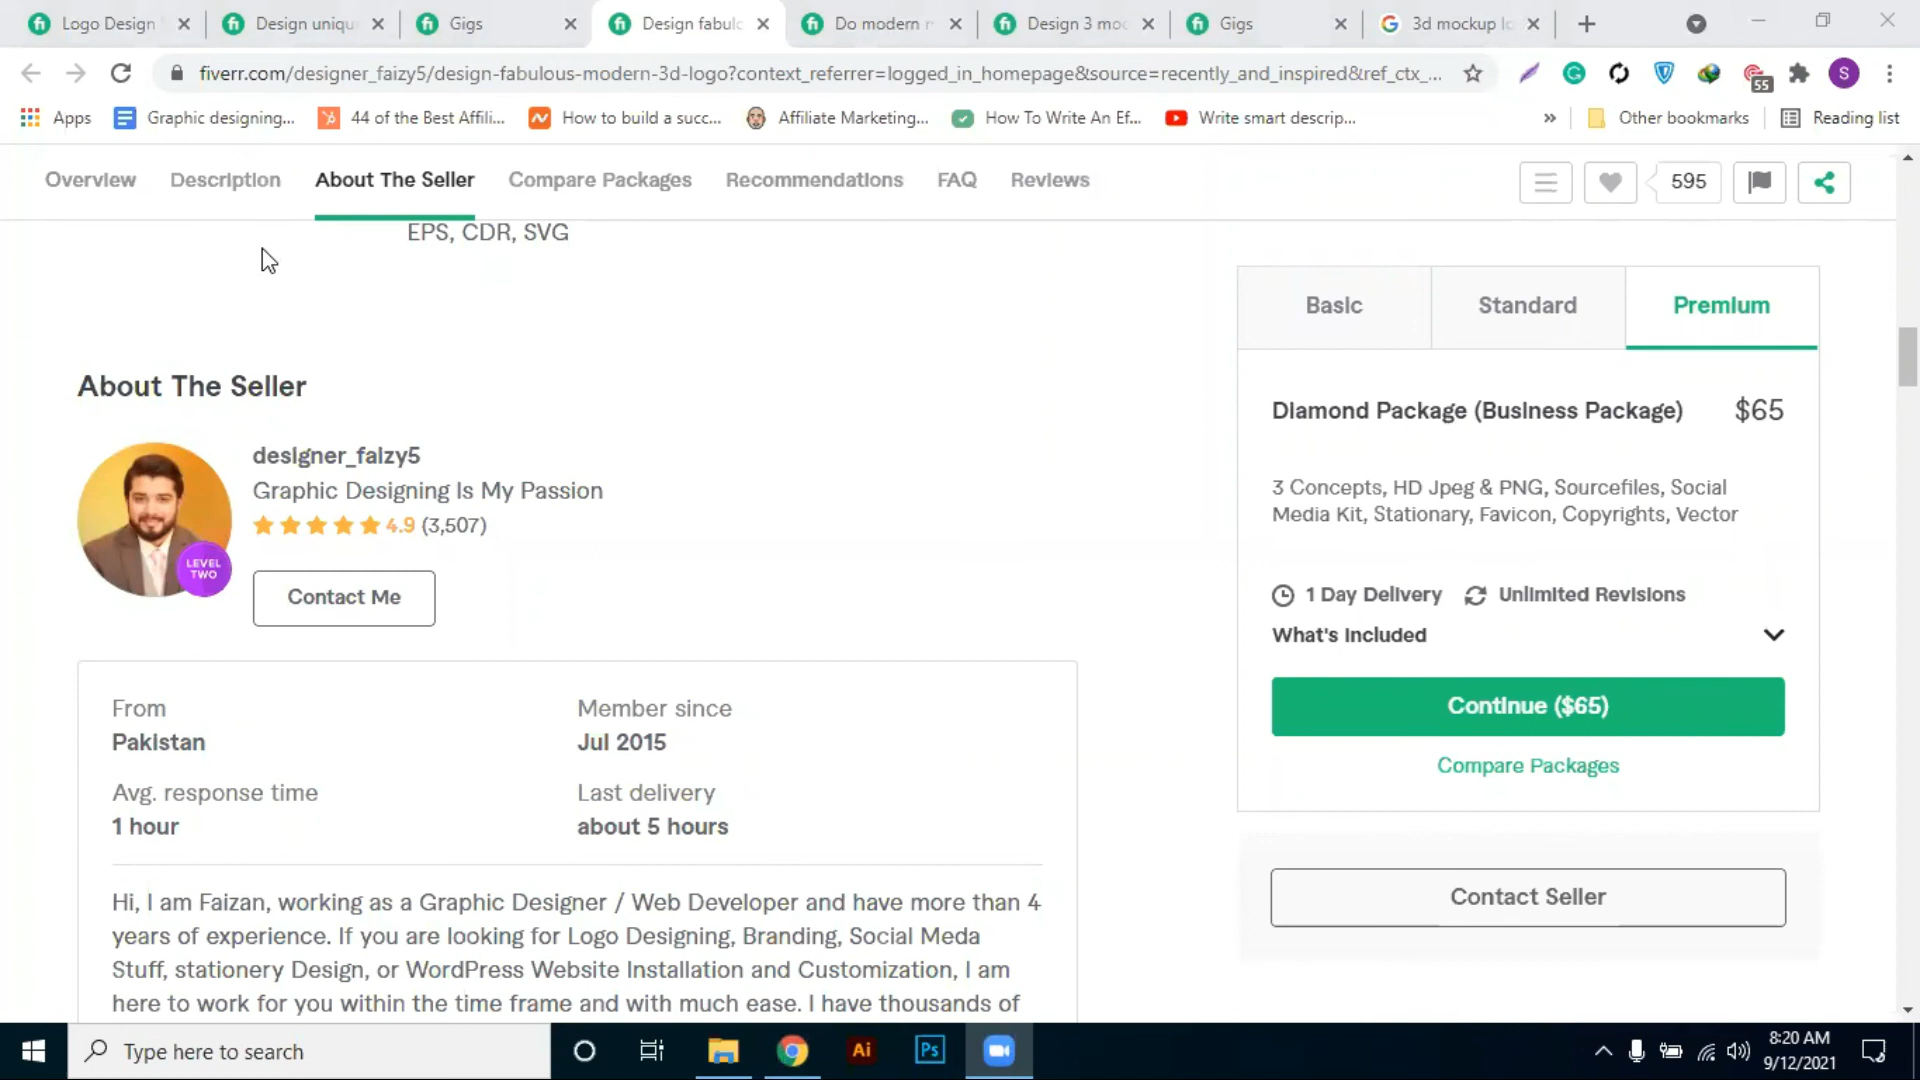 Logo Design
Design uniqu
Gigs
Design fabulo
Do modern
Design 3 mo
Gigs
3d mockup lo
fiverr.com/designer_faizy5/design-fabulous-modern-3d-logo?context_referrer=logged_in_homepage&source=recently_and_inspired&ref_ctx_...
55
S
Apps
Graphic designing...
44 of the Best Affili...
How to build a succ...
Affiliate Marketing...
How To Write An Ef...
Write smart descrip...
»
Other bookmarks
Reading list
Overview
Description
About The Seller
Compare Packages
Recommendations
FAQ
Reviews
595
EPS, CDR, SVG
About The Seller
LEVEL
TWO
designer_faizy5
Graphic Designing Is My Passion
4.9 (3,507)
Contact Me
From
Pakistan
Member since
Jul 2015
Avg. response time
1 hour
Last delivery
about 5 hours
Hi, I am Faizan, working as a Graphic Designer / Web Developer and have more than 4
years of experience. If you are looking for Logo Designing, Branding, Social Meda
Stuff, stationery Design, or WordPress Website Installation and Customization, I am
here to work for you within the time frame and with much ease. I have thousands of
Basic
Standard
Premium
Diamond Package (Business Package)
$65
3 Concepts, HD Jpeg & PNG, Sourcefiles, Social
Media Kit, Stationary, Favicon, Copyrights, Vector
1 Day Delivery
Unlimited Revisions
What's Included
Continue ($65)
Compare Packages
Contact Seller
Type here to search
Ai
Ps
8:20 AM
9/12/2021